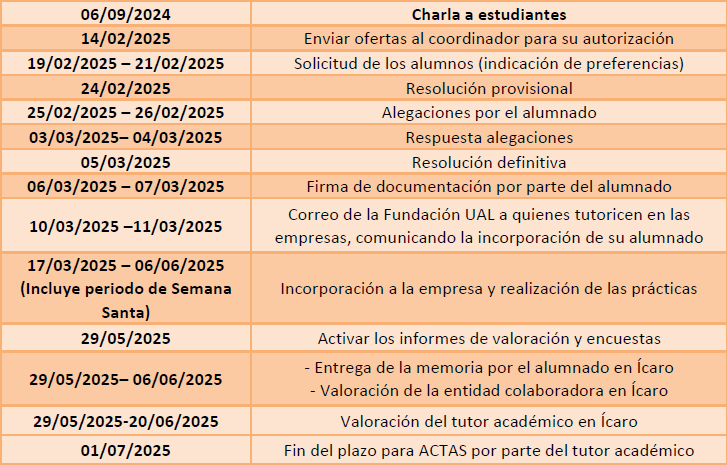 06/09/2024 Charla a estudiantes
14/02/2025 Enviar ofertas al coordinador para su autorización
19/02/2025 – 21/02/2025 Solicitud de los alumnos (indicación de preferencias)
24/02/2025 Resolución provisional
25/02/2025 – 26/02/2025 Alegaciones por el alumnado
03/03/2025– 04/03/2025 Respuesta alegaciones
05/03/2025 Resolución definitiva
06/03/2025 – 07/03/2025 Firma de documentación por parte del alumnado
10/03/2025 –11/03/2025
Correo de la Fundación UAL a quienes tutoricen en las
empresas, comunicando la incorporación de su alumnado
17/03/2025 – 06/06/2025
(Incluye periodo de Semana
Santa)
Incorporación a la empresa y realización de las prácticas
29/05/2025 Activar los informes de valoración y encuestas
29/05/2025– 06/06/2025
- Entrega de la memoria por el alumnado en Ícaro
- Valoración de la entidad colaboradora en Ícaro
29/05/2025-20/06/2025 Valoración del tutor académico en Ícaro
01/07/2025 Fin del plazo para ACTAS por parte del tutor académico